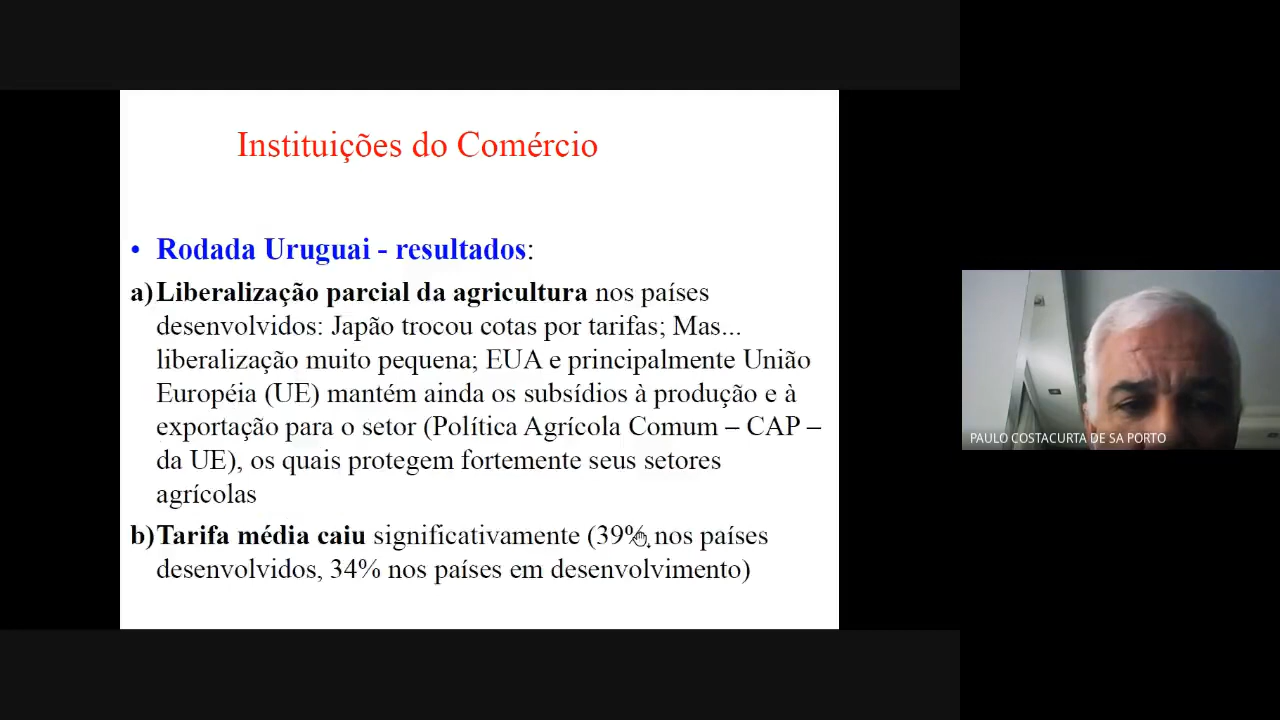 Instituições do Comércio
• Rodada Uruguai - resultados:
a) Liberalização parcial da agricultura nos países
desenvolvidos: Japão trocou cotas por tarifas; Mas...
liberalização muito pequena; EUA e principalmente União
Européia (UE) mantém ainda os subsídios à produção e à
exportação para o setor (Política Agrícola Comum – CAP –
da UE), os quais protegem fortemente seus setores
agrícolas
b) Tarifa média caiu significativamente (39% nos países
desenvolvidos, 34% nos países em desenvolvimento)
PAULO COSTACURTA DE SA PORTO